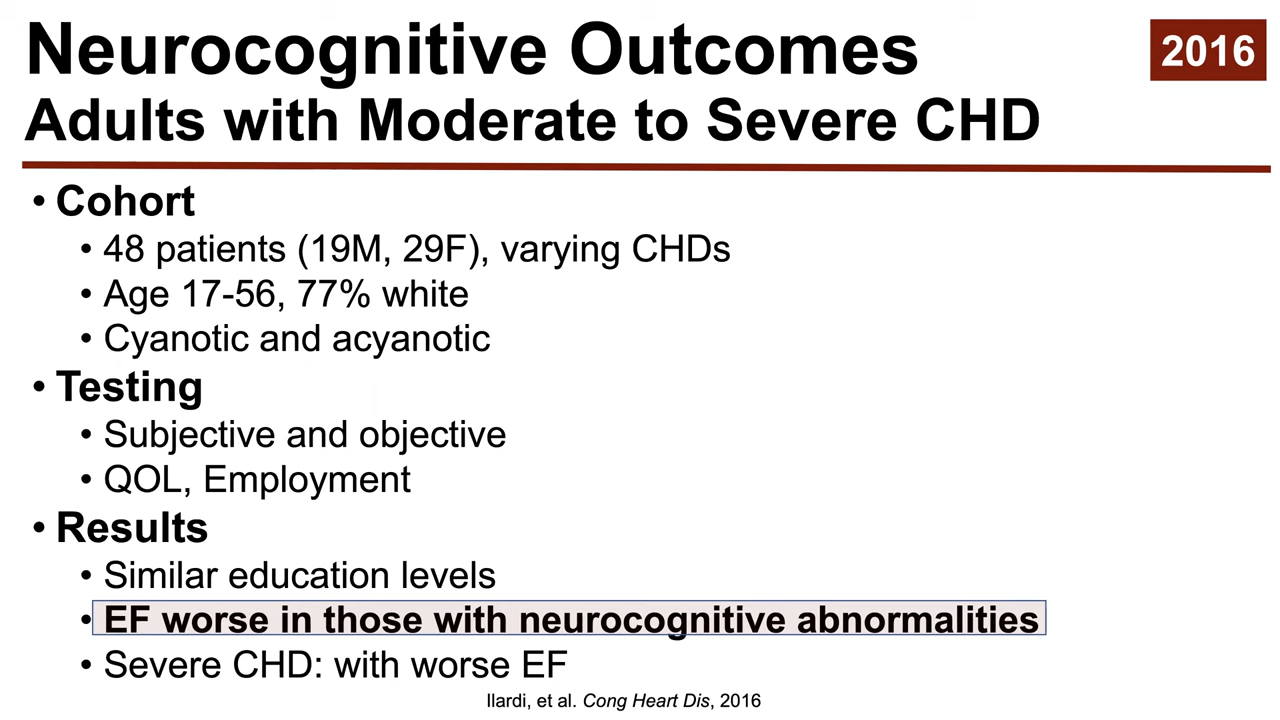 Neurocognitive Outcomes
2016
Adults with Moderate to Severe CHD
• Cohort
• 48 patients (19M, 29F), varying CHDs
• Age 17-56, 77% white
• Cyanotic and acyanotic
• Testing
• Subjective and objective
• QOL, Employment
• Results
• Similar education levels
• EF worse in those with neurocognitive abnormalities
• Severe CHD: with worse EF
Ilardi, et al. Cong Heart Dis, 2016